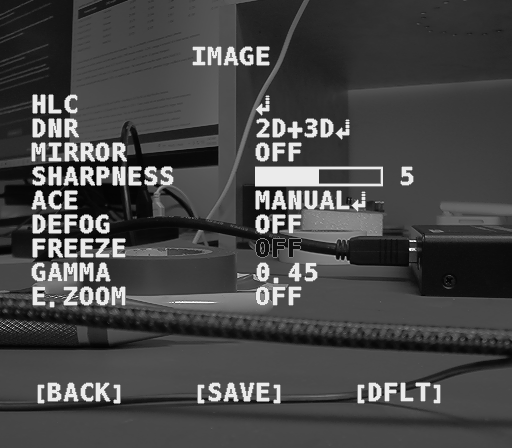 IMAGE
HLC ↲
DNR 2D+3D↲
MIRROR OFF
SHARPNESS 5
ACE MANUAL↲
DEFOG OFF
FREEZE OFF
GAMMA 0.45
E.ZOOM OFF
[BACK] [SAVE] [DFLT]